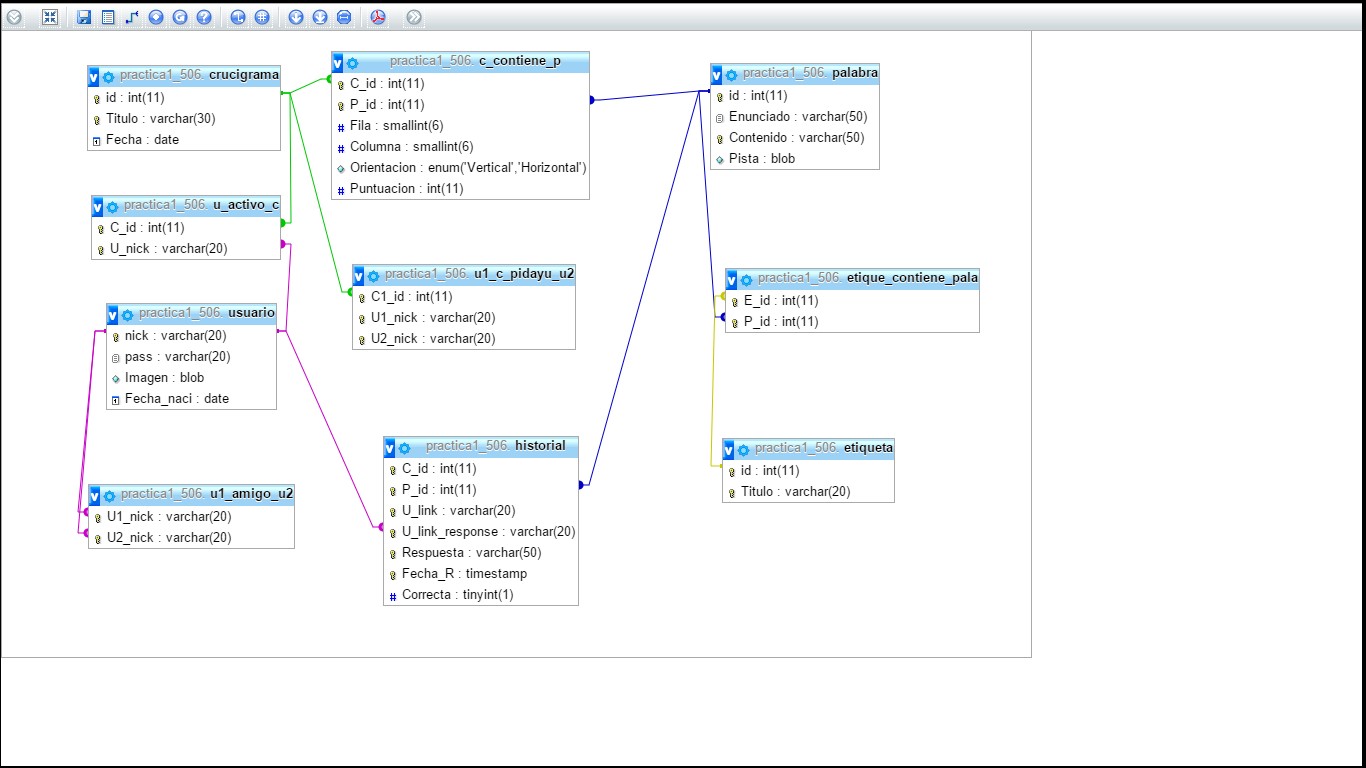 practica1_506. crucigrama
id : int(11)
Titulo : varchar(30)
Fecha : date
practica1_506. c_contiene_p
C_id : int(11)
P_id : int(11)
Fila : smallint(6)
Columna : smallint(6)
Orientacion : enum('Vertical','Horizontal')
Puntuacion : int(11)
practica1_506. palabra
id : int(11)
Enunciado : varchar(50)
Contenido : varchar(50)
Pista : blob
practica1_506. u_activo_c
C_id : int(11)
U_nick : varchar(20)
practica1_506. u1_c_pidayu_u2
C1_id : int(11)
U1_nick : varchar(20)
U2_nick : varchar(20)
practica1_506. etique_contiene_pala
E_id : int(11)
P_id : int(11)
practica1_506. usuario
nick : varchar(20)
pass : varchar(20)
Imagen : blob
Fecha_naci : date
practica1_506. historial
C_id : int(11)
P_id : int(11)
U_link : varchar(20)
U_link_response : varchar(20)
Respuesta : varchar(50)
Fecha_R : timestamp
Correcta : tinyint(1)
practica1_506. etiqueta
id : int(11)
Titulo : varchar(20)
practica1_506. u1_amigo_u2
U1_nick : varchar(20)
U2_nick : varchar(20)